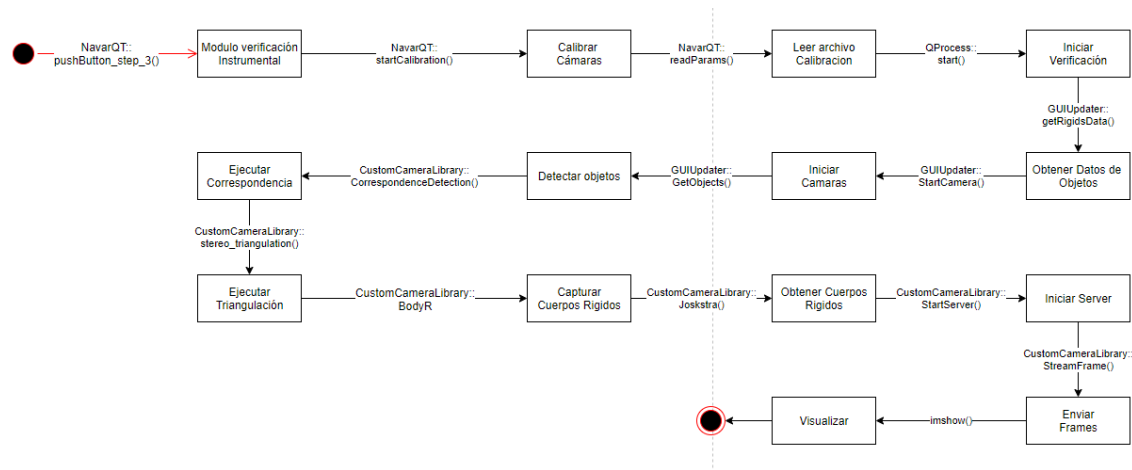 NavarQT::
pushButton_step_3()
Modulo verificación
Instrumental
NavarQT::
startCalibration()
Calibrar
Cámaras
NavarQT::
readParams()
Leer archivo
Calibracion
QProcess::
start()
Iniciar
Verificación
GUIUpdater::
getRigidsData()
Obtener Datos de
Objetos
GUIUpdater::
StartCamera()
Iniciar
Camaras
GUIUpdater::
GetObjects()
Detectar objetos
CustomCameraLibrary::
CorrespondenceDetection()
Ejecutar
Correspondencia
CustomCameraLibrary::
stereo_triangulation()
Ejecutar
Triangulación
CustomCameraLibrary::
BodyR
Capturar
Cuerpos Rigidos
CustomCameraLibrary::
Joskstra()
Obtener Cuerpos
Rigidos
CustomCameraLibrary::
StartServer()
Iniciar Server
CustomCameraLibrary::
StreamFrame()
Enviar
Frames
imshow()
Visualizar